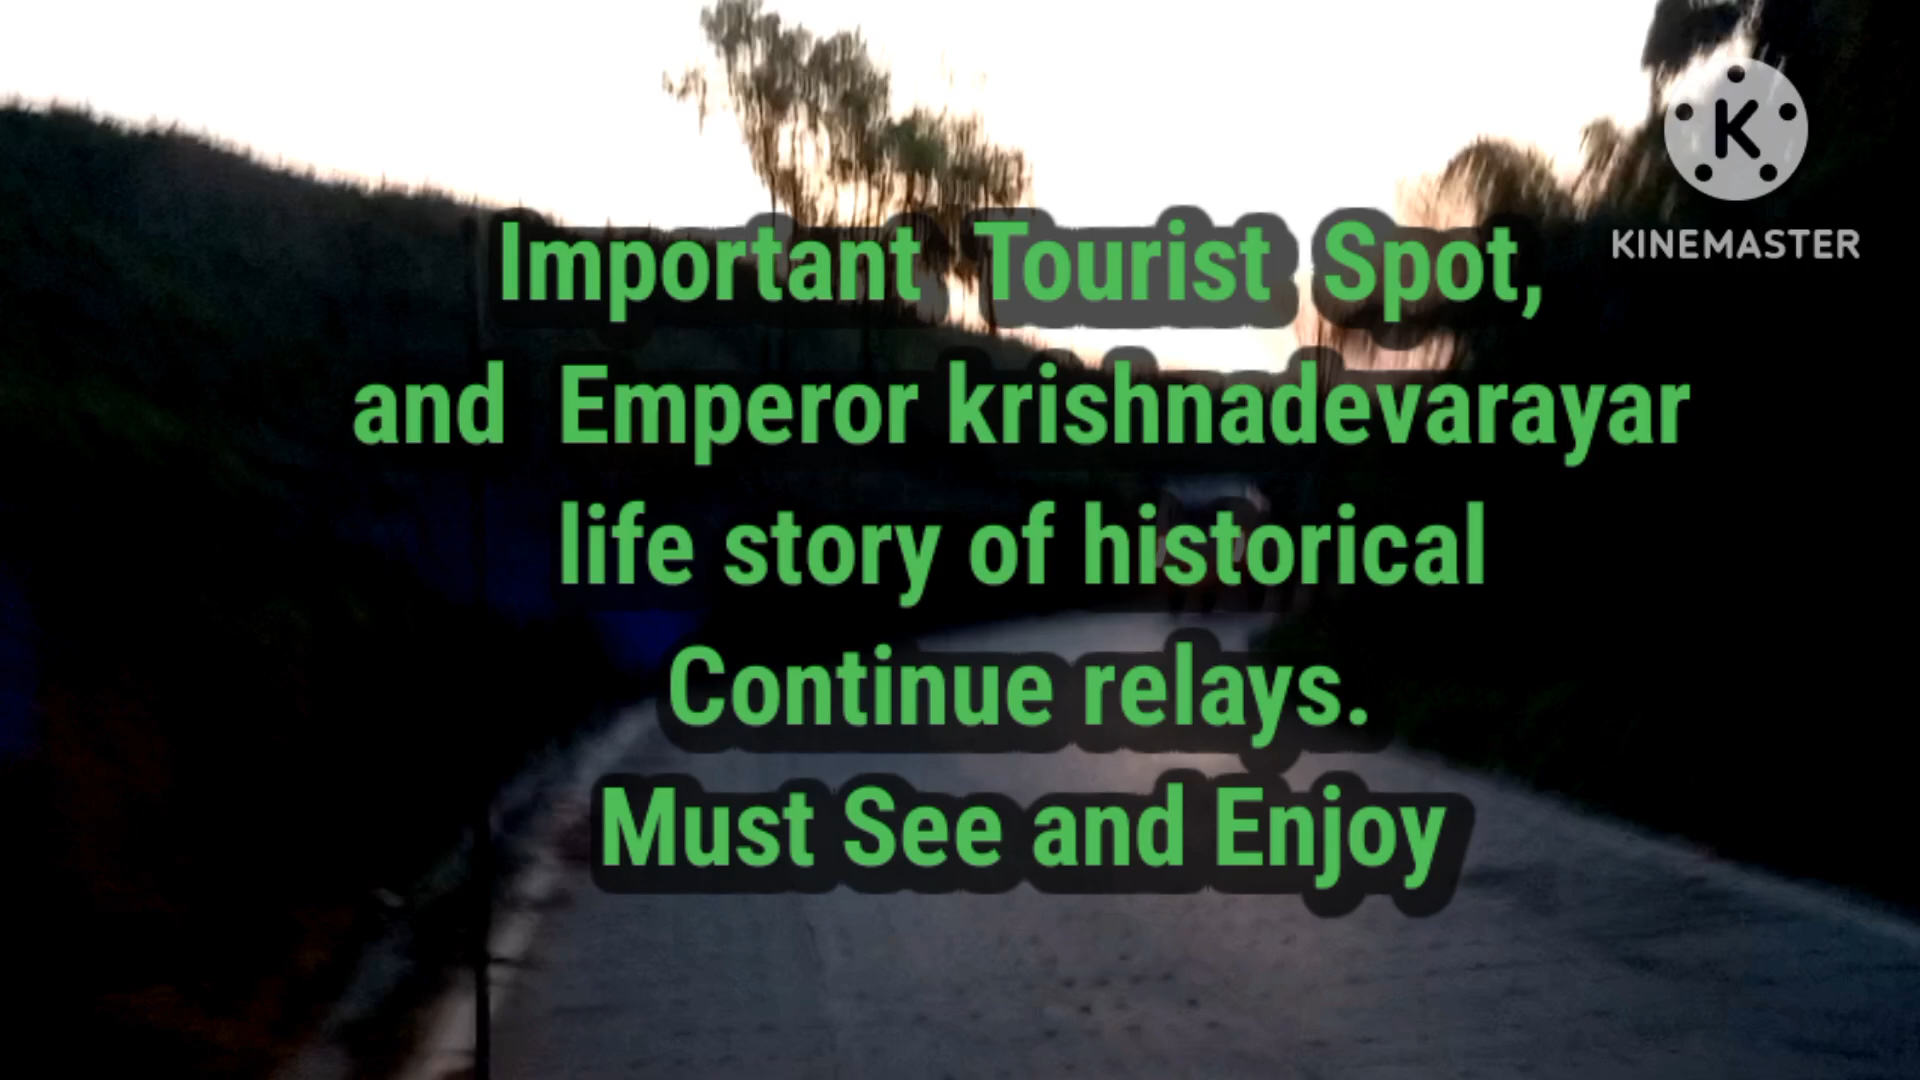 Important Tourist Spot,
and Emperor krishnadevarayar
life story of historical
Continue relays.
Must See and Enjoy
K
KINEMASTER